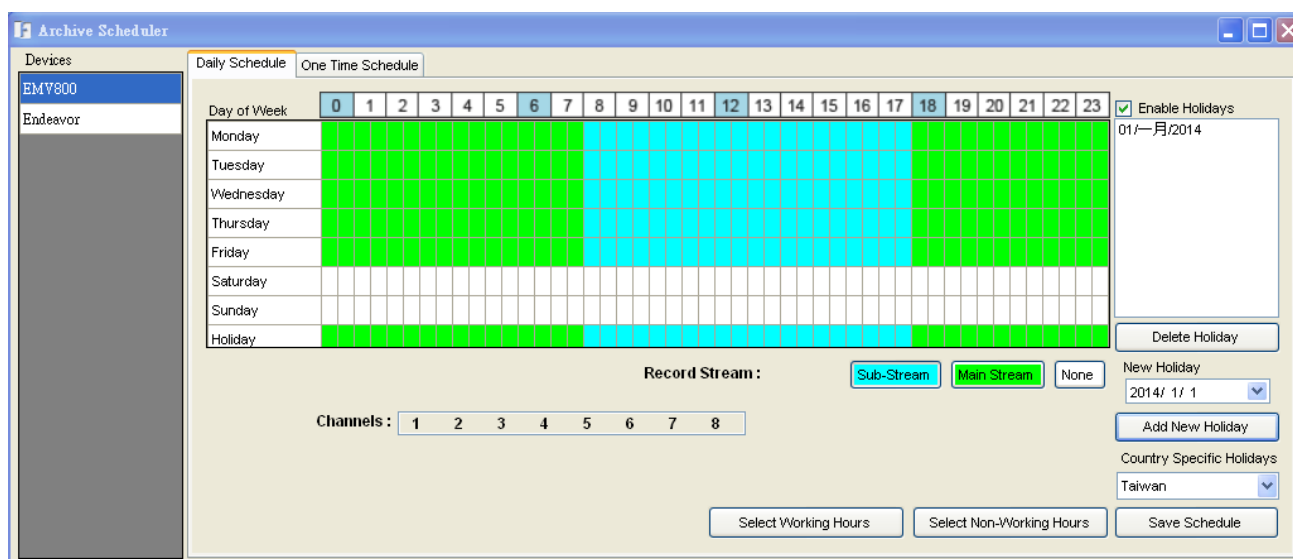 Archive Scheduler
Devices
EMV800
Endeavor
Daily Schedule
One Time Schedule
Day of Week 0 1 2 3 4 5 6 7 8 9 10 11 12 13 14 15 16 17 18 19 20 21 22 23
Monday
Tuesday
Wednesday
Thursday
Friday
Saturday
Sunday
Holiday
Enable Holidays
01/一月/2014
Delete Holiday
Record Stream :
Sub-Stream
Main Stream
None
New Holiday
2014/ 1/ 1
Channels : 1 2 3 4 5 6 7 8
Add New Holiday
Country Specific Holidays
Taiwan
Select Working Hours
Select Non-Working Hours
Save Schedule